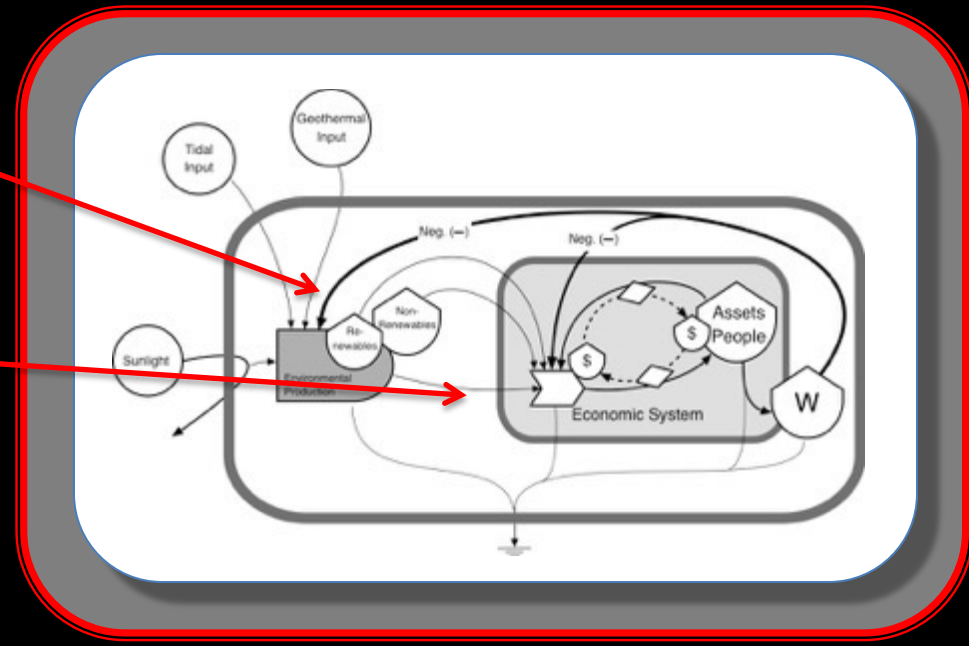 Geothermal
Input
Tidal
Input
Neg. (—)
Neg. (—)
Non-
Renewables
Re-
newables
Assets
People
$
$
Sunlight
Environmental
Production
W
Economic System